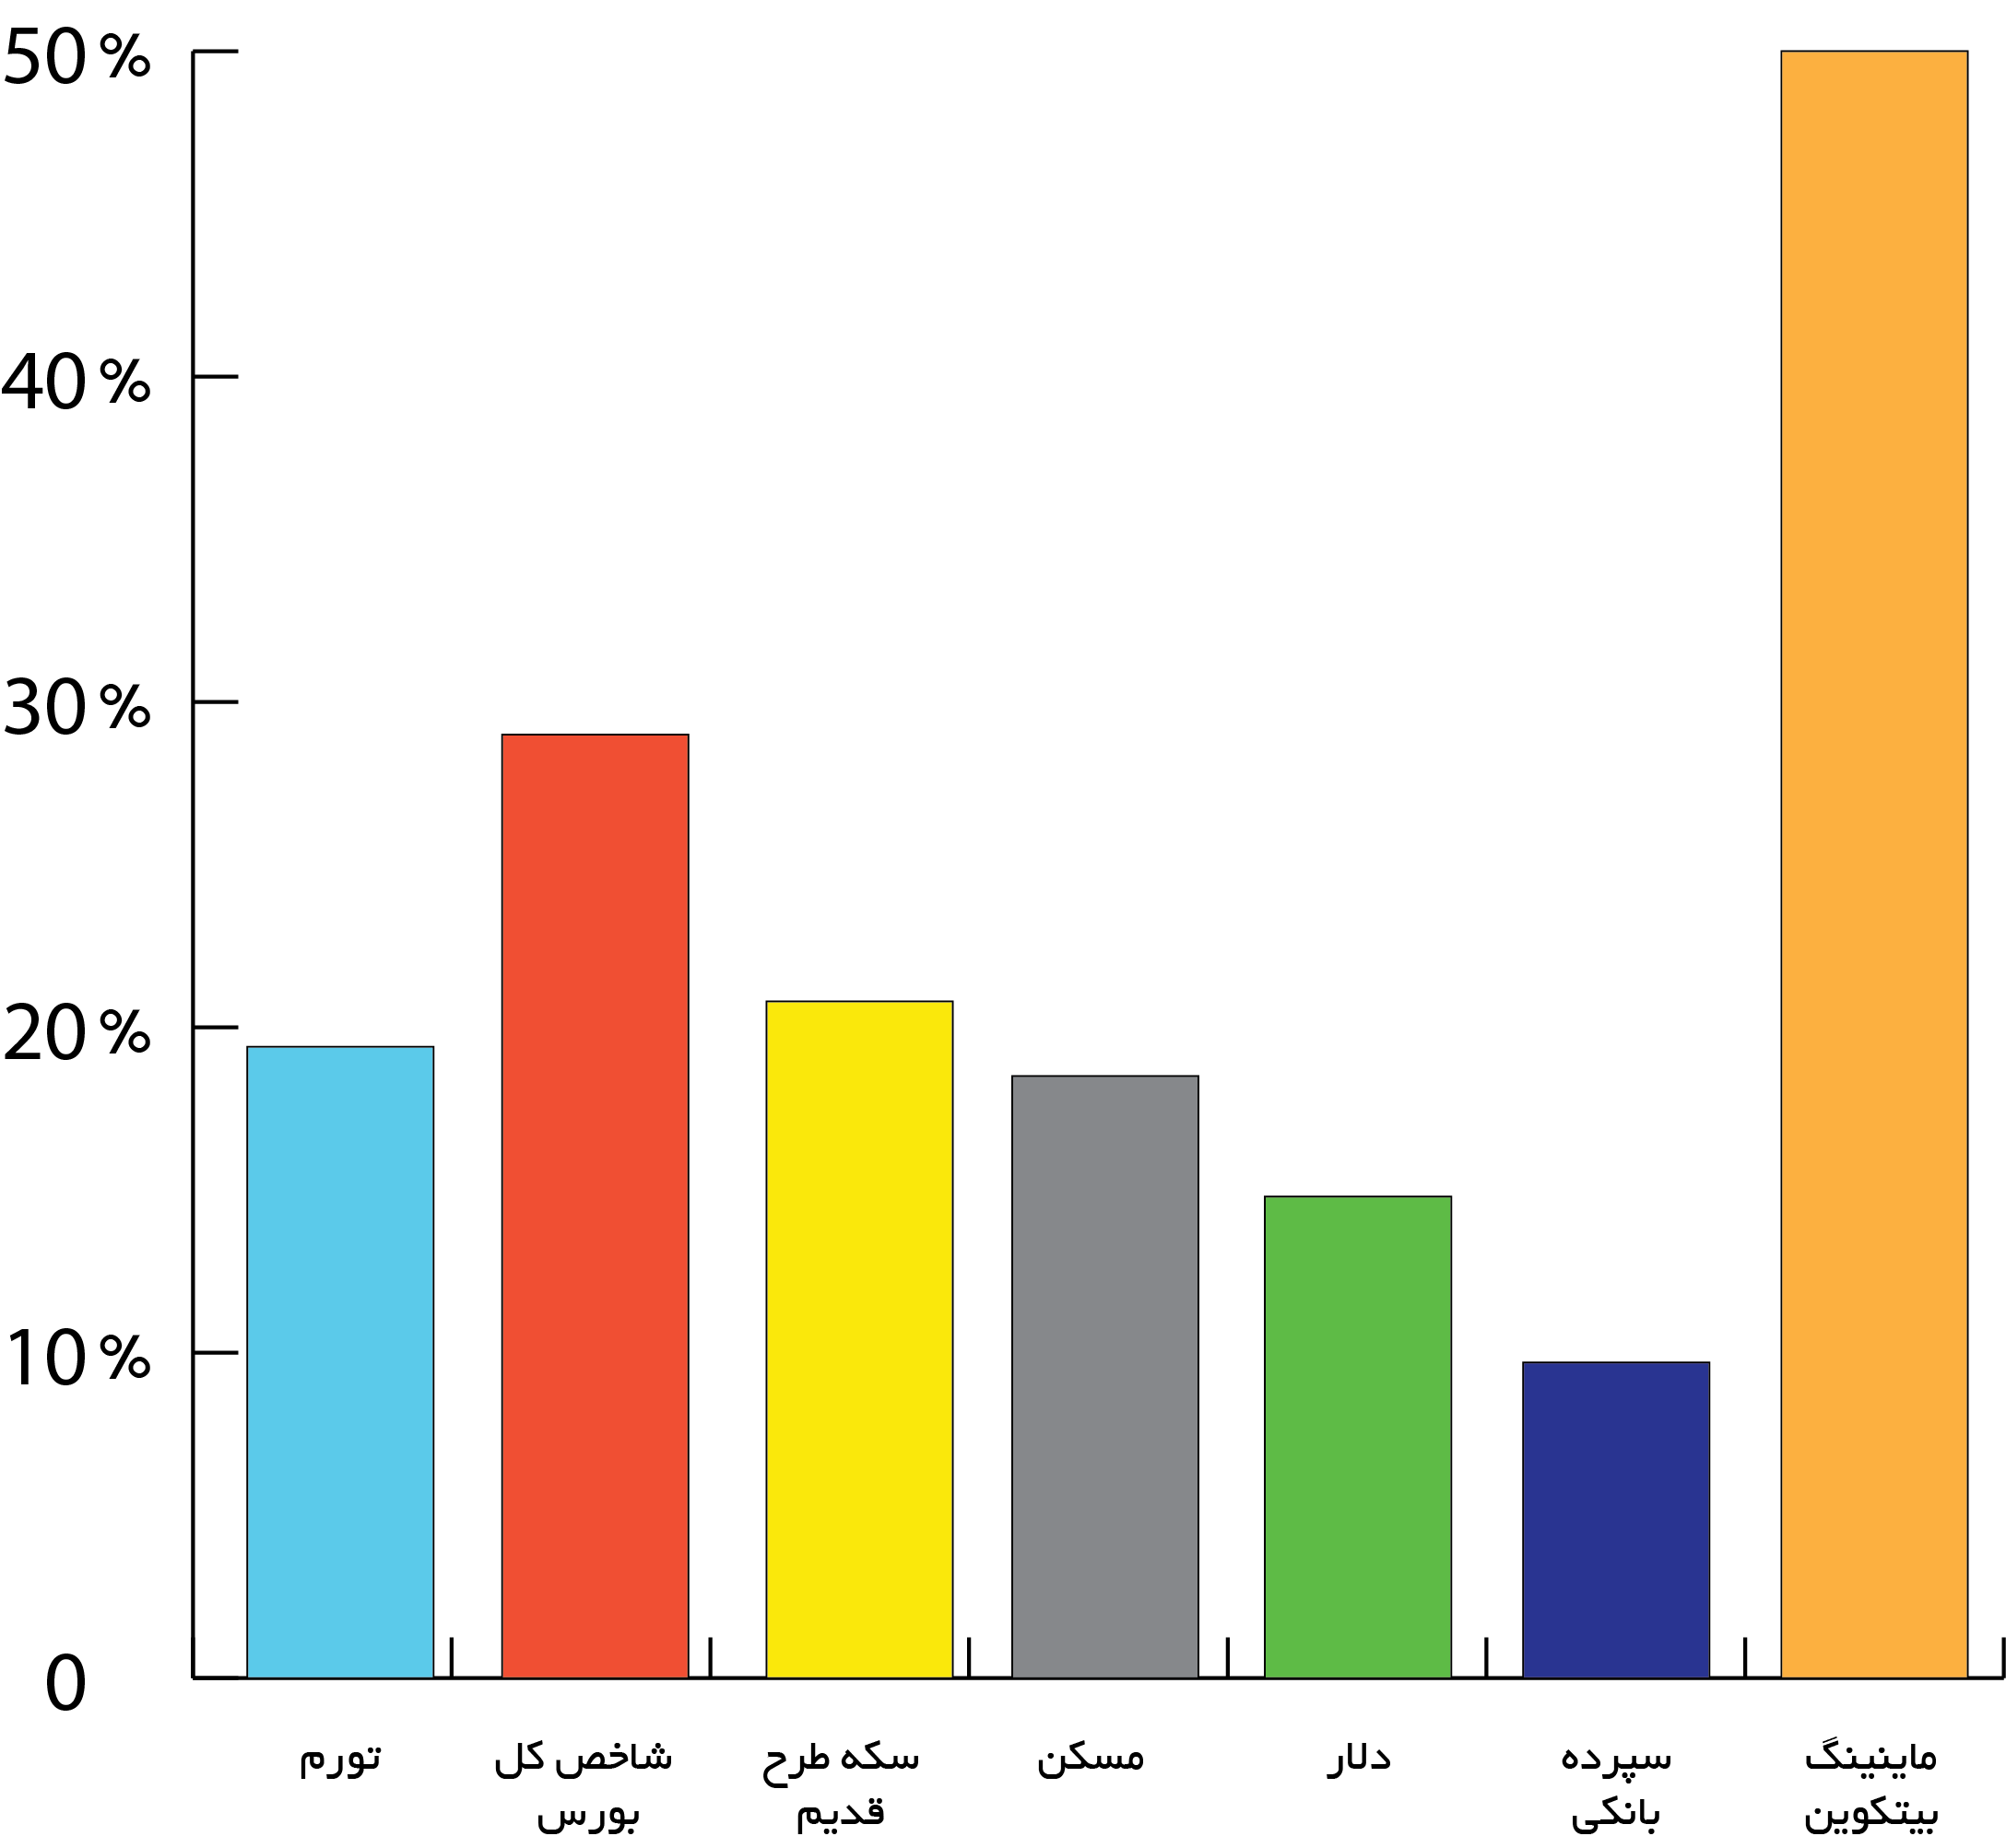 50%
40%
30%
20%
10%
0
تورم
شاخص کل
بورس
سکه طرح
قدیم
مسکن
دلار
سپرده
بانکی
ماینینگ
بیتکوین